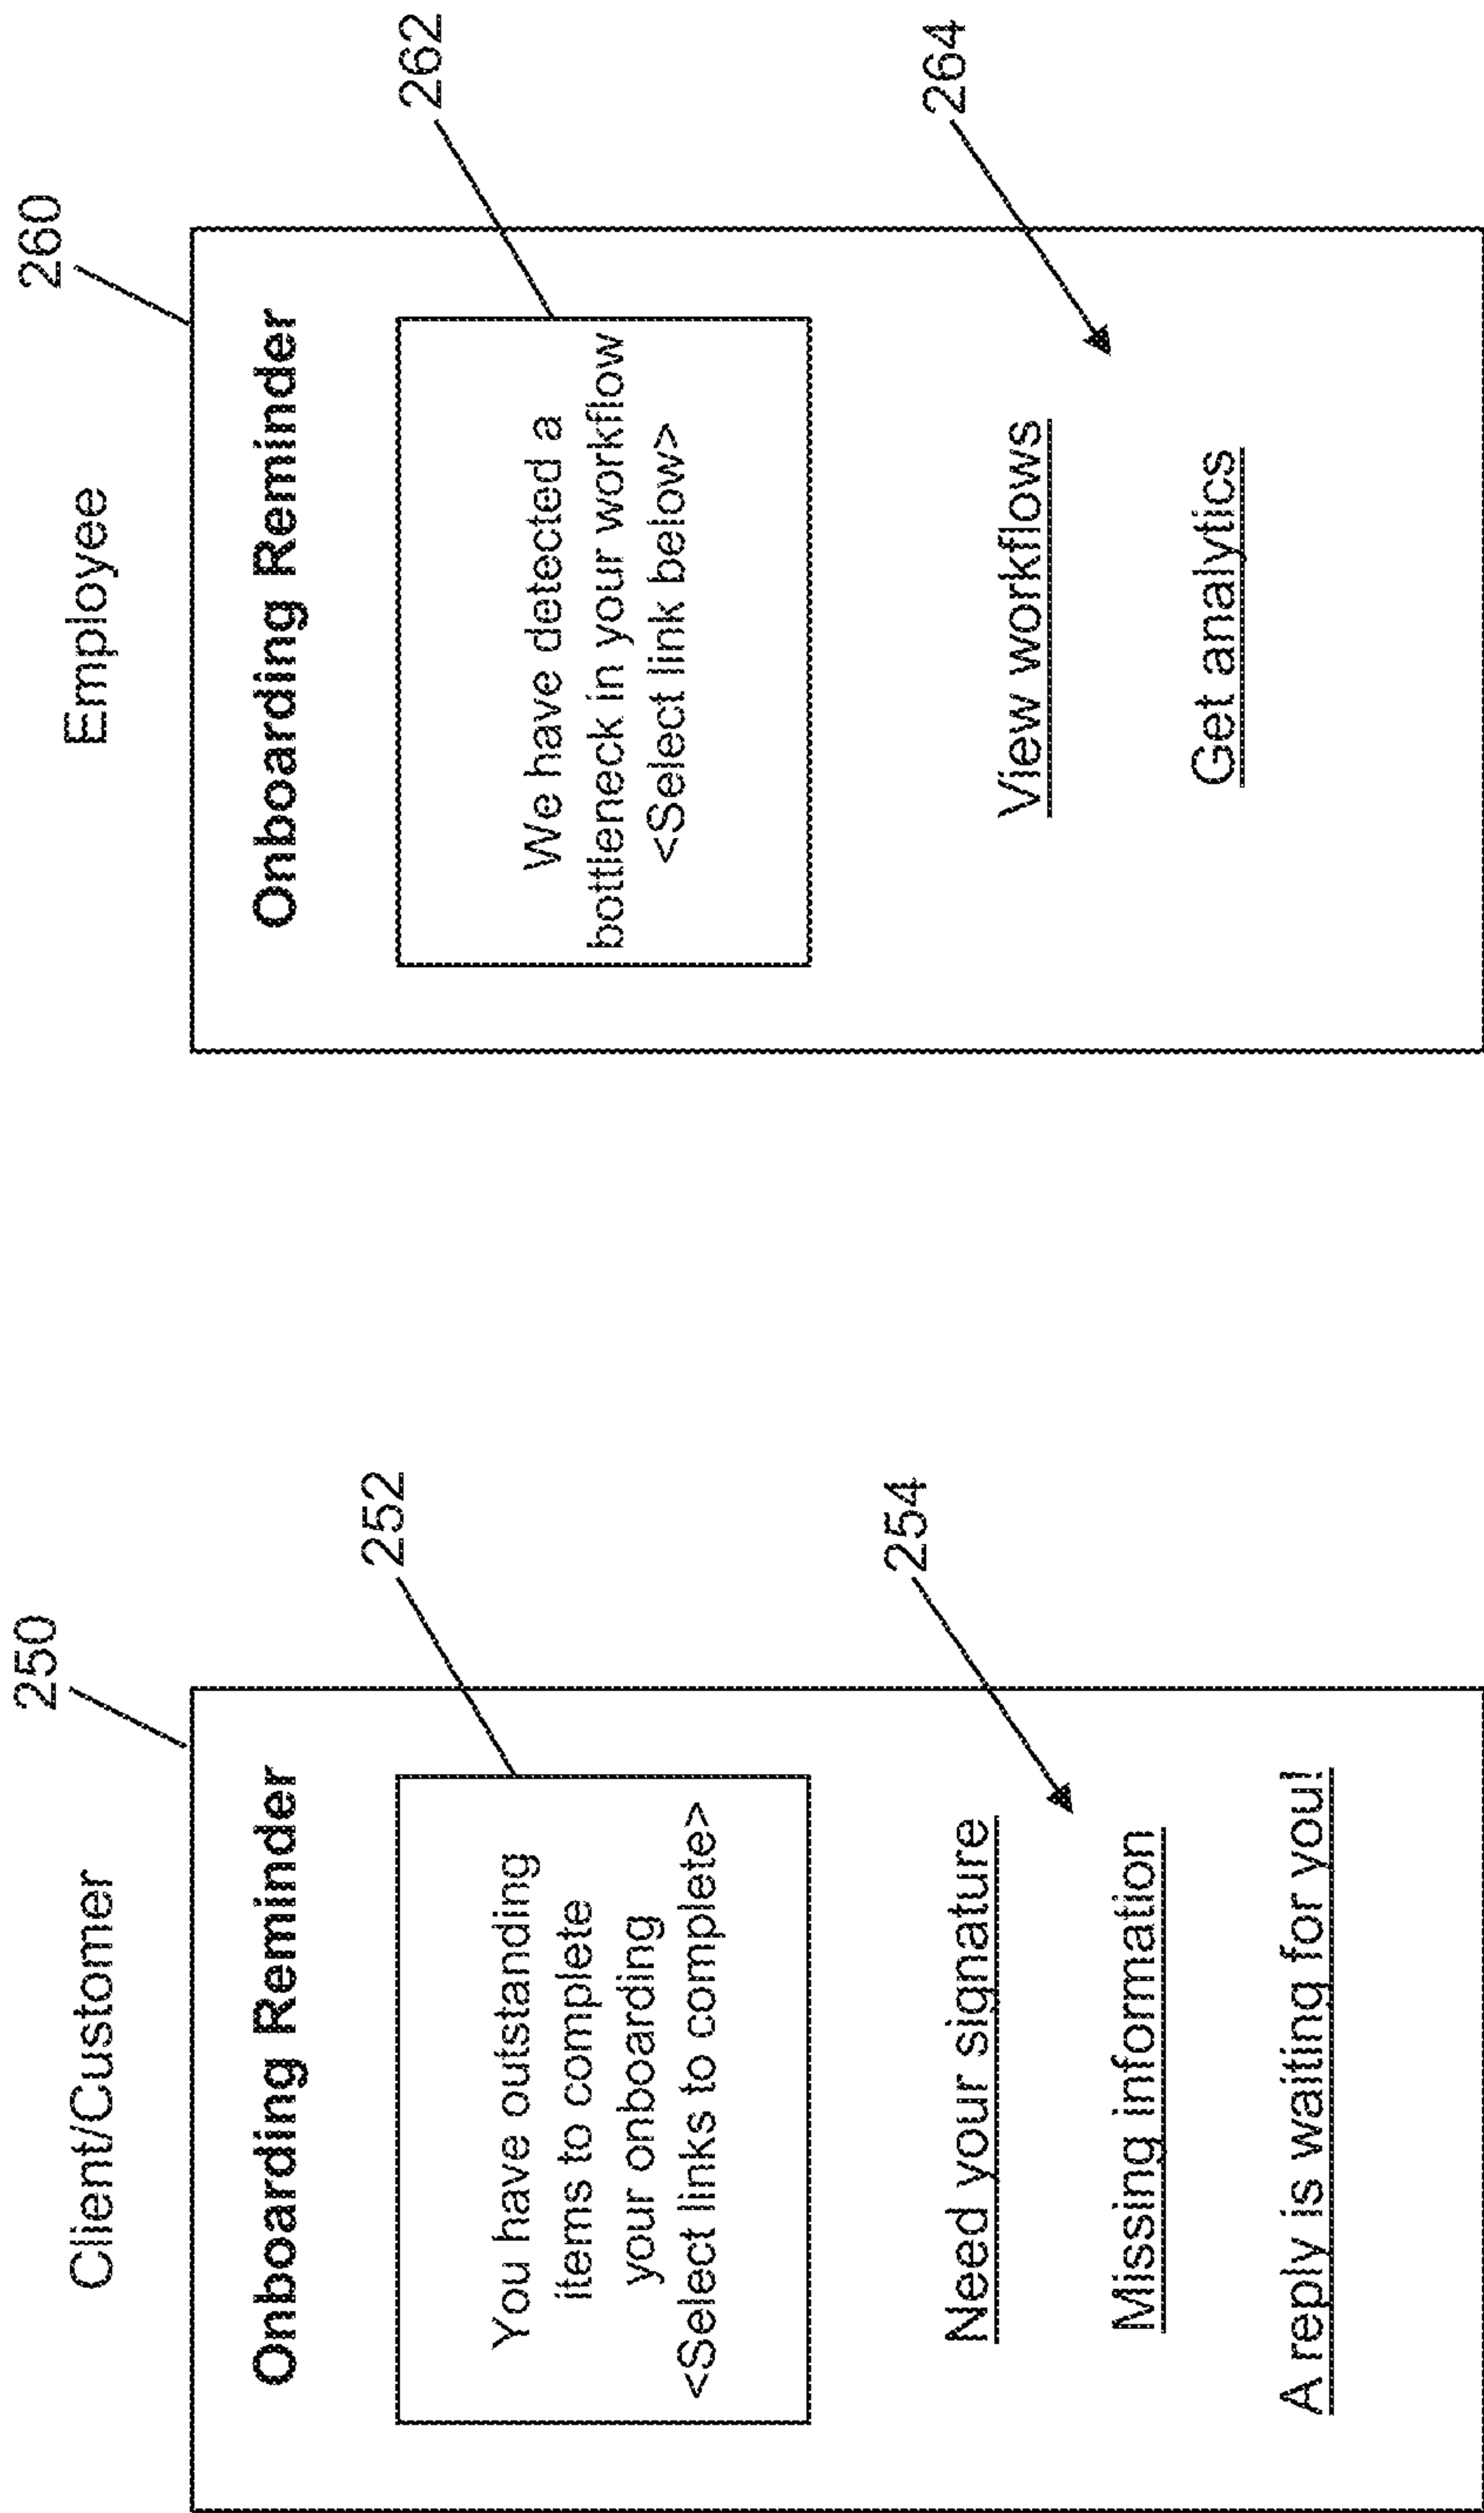 Client/Customer
250
Onboarding Reminder
252
You have outstanding
items to complete
your onboarding
<Select links to complete>
254
Need your signature
Missing information
A reply is waiting for you!
Employee
260
Onboarding Reminder
262
We have detected a
bottleneck in your workflow
<Select link below>
264
View workflows
Get analytics